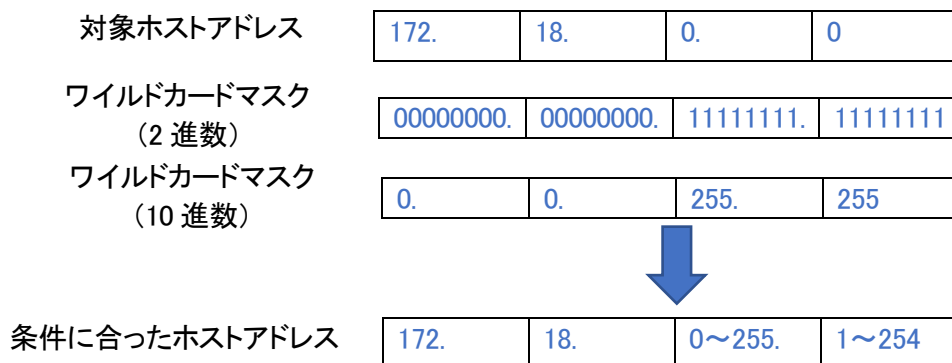 対象ホストアドレス 172. 18. 0. 0
ワイルドカードマスク
（2 進数） 00000000. 00000000. 11111111. 11111111
ワイルドカードマスク
（10 進数） 0. 0. 255. 255
条件に合ったホストアドレス 172. 18. 0～255. 1～254